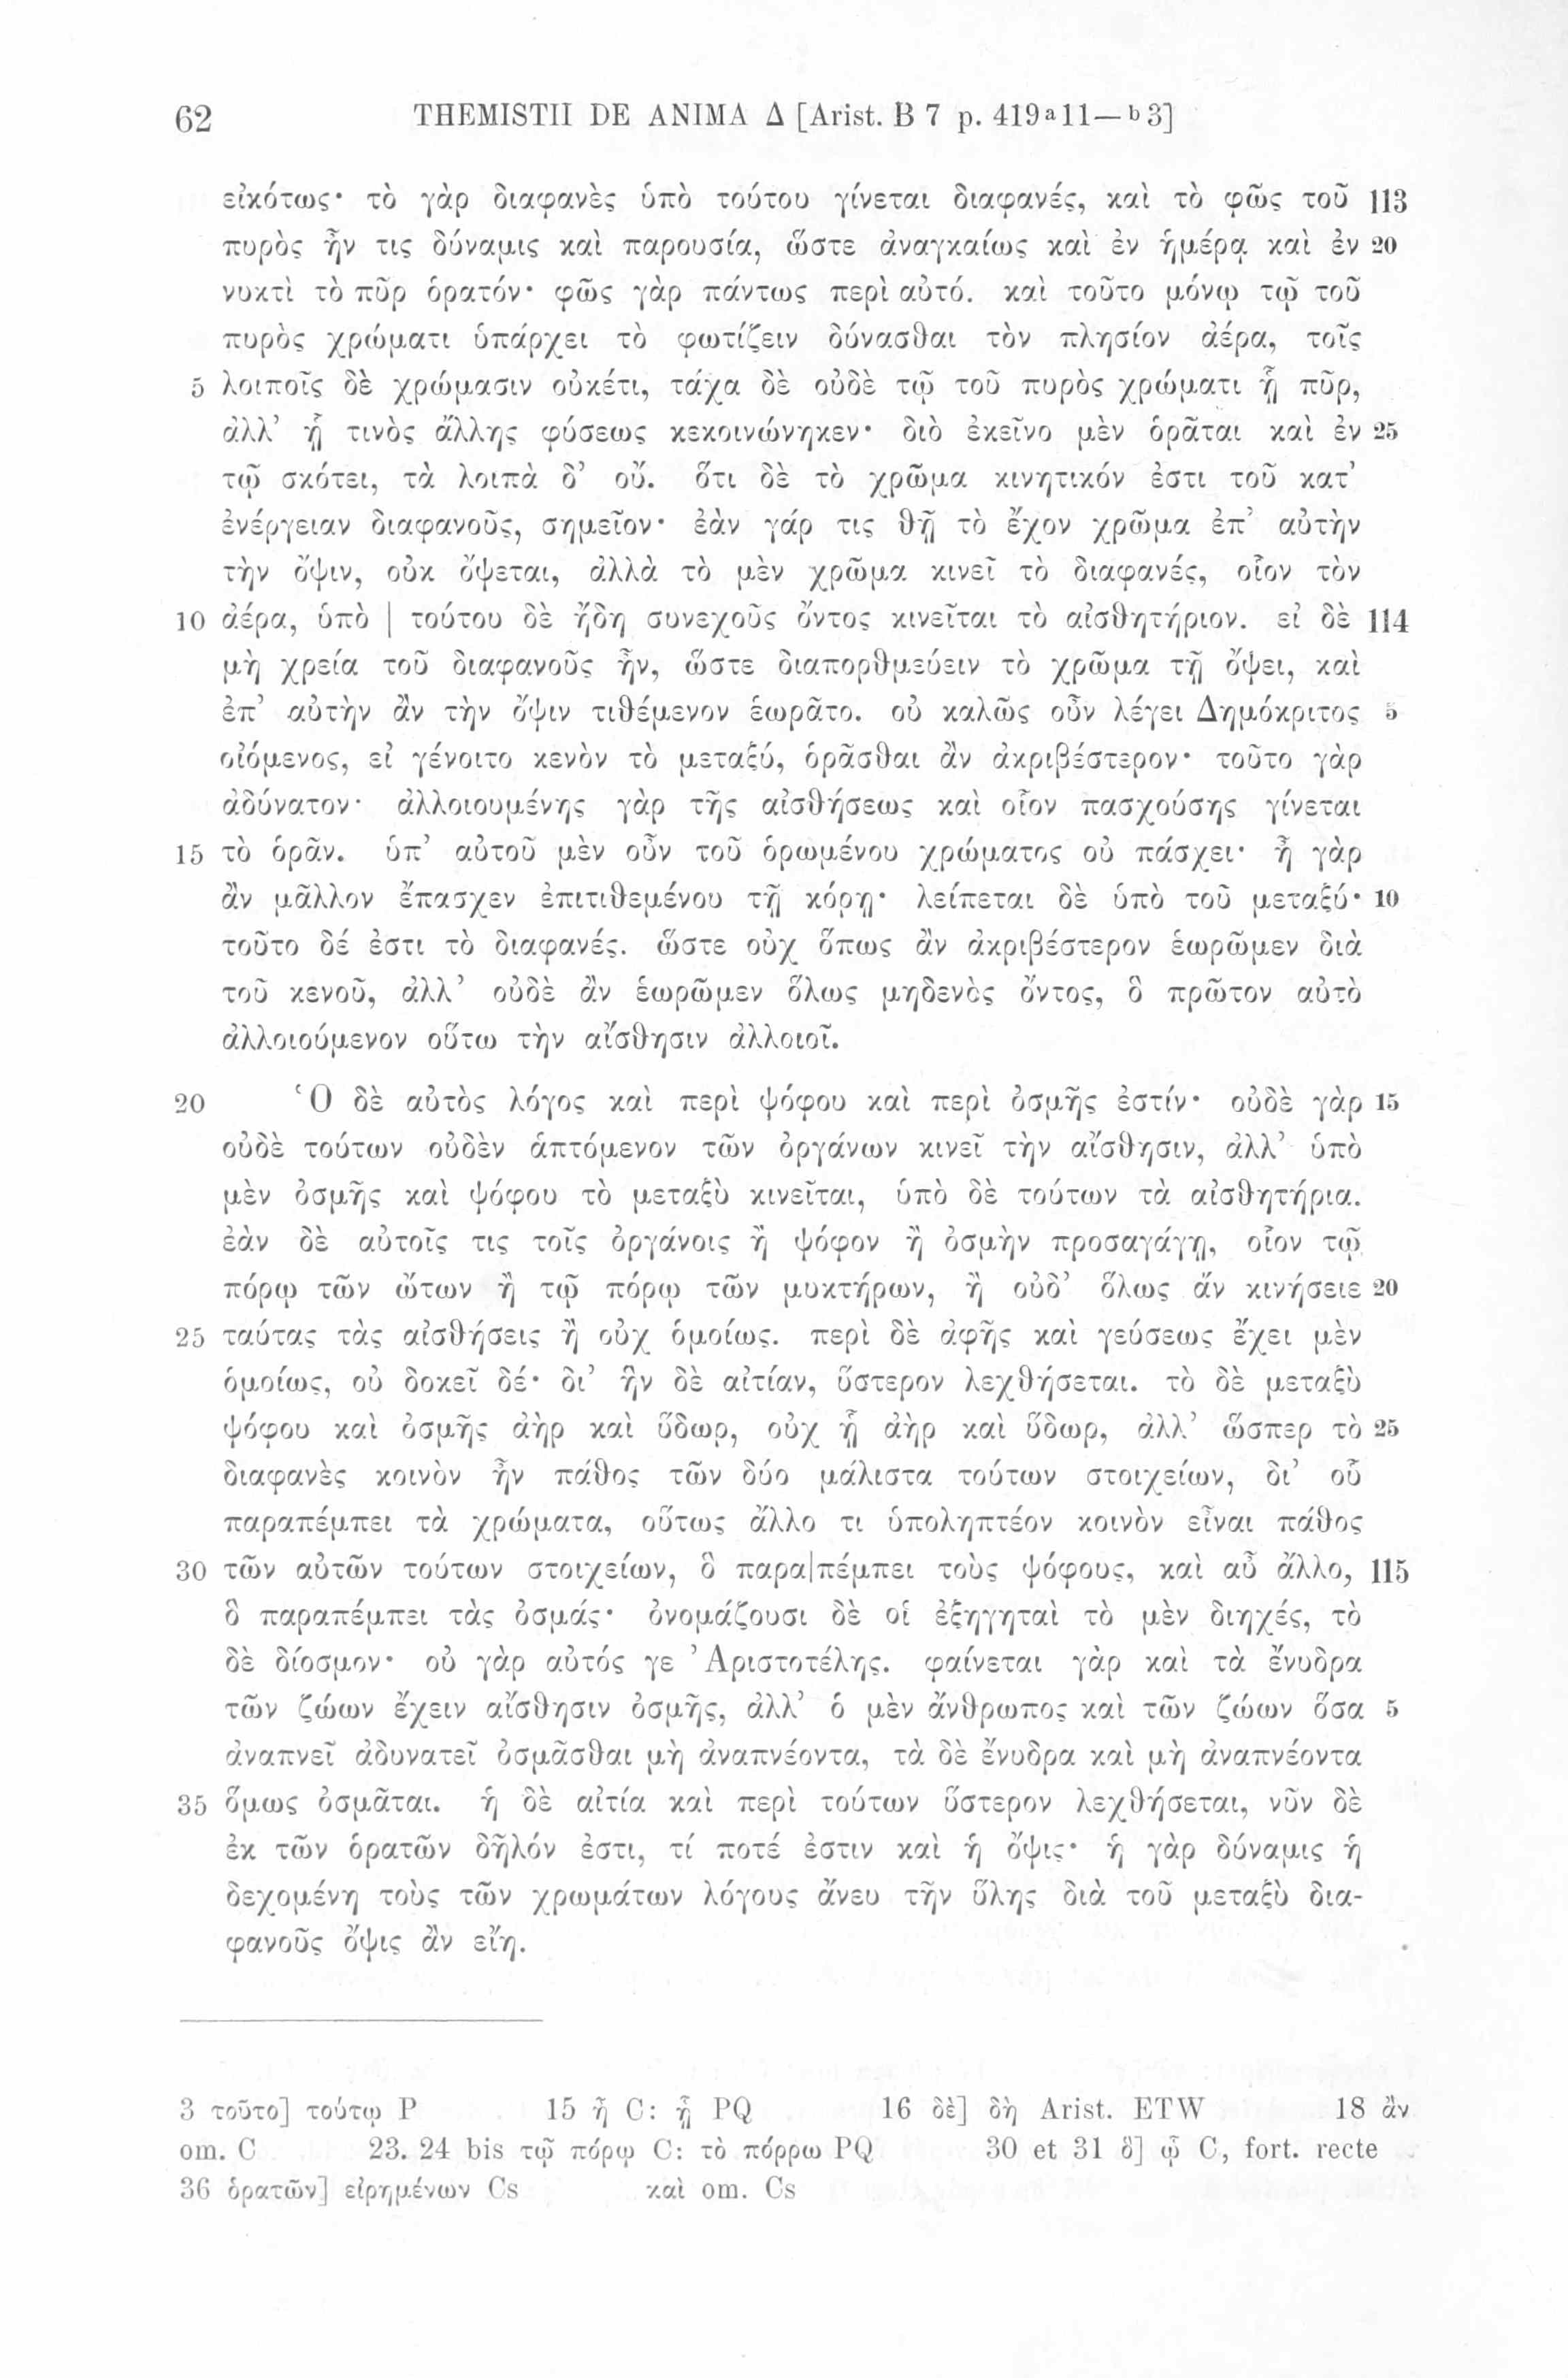 62 THEMISTII DE ANIMA Δ [Arist. B 7 p. 419ᵃ11—ᵇ3]
εἰκότως· τὸ γὰρ διαφανὲς ὑπὸ τούτου γίνεται διαφανές, καὶ τὸ φῶς τοῦ 113
πυρὸς ἦν τις δύναμις καὶ παρουσία, ὥστε ἀναγκαίως καὶ ἐν ἡμέρᾳ καὶ ἐν 20
νυκτὶ τὸ πῦρ ὁρατόν· φῶς γὰρ πάντως περὶ αὐτό. καὶ τοῦτο μόνῳ τῷ τοῦ
πυρὸς χρώματι ὑπάρχει τὸ φωτίζειν δύνασθαι τὸν πλησίον ἀέρα, τοῖς
5 λοιποῖς δὲ χρώμασιν οὐκέτι, τάχα δὲ οὐδὲ τῷ τοῦ πυρὸς χρώματι ᾗ πῦρ,
ἀλλ’ ᾗ τινὸς ἄλλης φύσεως κεκοινώνηκεν· διὸ ἐκεῖνο μὲν ὁρᾶται καὶ ἐν 25
τῷ σκότει, τὰ λοιπὰ δ’ οὔ. ὅτι δὲ τὸ χρῶμα κινητικόν ἐστι τοῦ κατ’
ἐνέργειαν διαφανοῦς, σημεῖον· ἐὰν γάρ τις θῇ τὸ ἔχον χρῶμα ἐπ’ αὐτὴν
τὴν ὄψιν, οὐκ ὄψεται, ἀλλὰ τὸ μὲν χρῶμα κινεῖ τὸ διαφανές, οἷον τὸν
10 ἀέρα, ὑπὸ | τούτου δὲ ἤδη συνεχοῦς ὄντος κινεῖται τὸ αἰσθητήριον. εἰ δὲ 114
μὴ χρεία τοῦ διαφανοῦς ἦν, ὥστε διαπορθμεύειν τὸ χρῶμα τῇ ὄψει, καὶ
ἐπ’ αὐτὴν ἂν τὴν ὄψιν τιθέμενον ἑωρᾶτο. οὐ καλῶς οὖν λέγει Δημόκριτος 5
οἰόμενος, εἰ γένοιτο κενὸν τὸ μεταξύ, ὁρᾶσθαι ἂν ἀκριβέστερον· τοῦτο γὰρ
ἀδύνατον· ἀλλοιουμένης γὰρ τῆς αἰσθήσεως καὶ οἷον πασχούσης γίνεται
15 τὸ ὁρᾶν. ὑπ’ αὐτοῦ μὲν οὖν τοῦ ὁρωμένου χρώματος οὐ πάσχει· ἦ γὰρ
ἂν μᾶλλον ἔπασχεν ἐπιτιθεμένου τῇ κόρῃ· λείπεται δὲ ὑπὸ τοῦ μεταξύ· 10
τοῦτο δέ ἐστι τὸ διαφανές. ὥστε οὐχ ὅπως ἂν ἀκριβέστερον ἑωρῶμεν διὰ
τοῦ κενοῦ, ἀλλ’ οὐδὲ ἂν ἑωρῶμεν ὅλως μηδενὸς ὄντος, ὃ πρῶτον αὐτὸ
ἀλλοιούμενον οὕτω τὴν αἴσθησιν ἀλλοιοῖ.
20 Ὁ δὲ αὐτὸς λόγος καὶ περὶ ψόφου καὶ περὶ ὀσμῆς ἐστίν· οὐδὲ γὰρ 15
οὐδὲ τούτων οὐδὲν ἁπτόμενον τῶν ὀργάνων κινεῖ τὴν αἴσθησιν, ἀλλ’ ὑπὸ
μὲν ὀσμῆς καὶ ψόφου τὸ μεταξὺ κινεῖται, ὑπὸ δὲ τούτων τὰ αἰσθητήρια.
ἐὰν δὲ αὐτοῖς τις τοῖς ὀργάνοις ἢ ψόφον ἢ ὀσμὴν προσαγάγῃ, οἷον τῷ
πόρῳ τῶν ὤτων ἢ τῷ πόρῳ τῶν μυκτήρων, ἢ οὐδ’ ὅλως ἄν κινήσειε 20
25 ταύτας τὰς αἰσθήσεις ἢ οὐχ ὁμοίως. περὶ δὲ ἁφῆς καὶ γεύσεως ἔχει μὲν
ὁμοίως, οὐ δοκεῖ δέ· δι’ ἣν δὲ αἰτίαν, ὕστερον λεχθήσεται. τὸ δὲ μεταξὺ
ψόφου καὶ ὀσμῆς ἀὴρ καὶ ὕδωρ, οὐχ ᾗ ἀὴρ καὶ ὕδωρ, ἀλλ’ ὥσπερ τὸ 25
διαφανὲς κοινὸν ἦν πάθος τῶν δύο μάλιστα τούτων στοιχείων, δι’ οὗ
παραπέμπει τὰ χρώματα, οὕτως ἄλλο τι ὑποληπτέον κοινὸν εἶναι πάθος
30 τῶν αὐτῶν τούτων στοιχείων, ὃ παρα|πέμπει τοὺς ψόφους, καὶ αὖ ἄλλο, 115
ὃ παραπέμπει τὰς ὀσμάς· ὀνομάζουσι δὲ οἱ ἐξηγηταὶ τὸ μὲν διηχές, τὸ
δὲ δίοσμον· οὐ γὰρ αὐτός γε Ἀριστοτέλης. φαίνεται γὰρ καὶ τὰ ἔνυδρα
τῶν ζώων ἔχειν αἴσθησιν ὀσμῆς, ἀλλ’ ὁ μὲν ἄνθρωπος καὶ τῶν ζώων ὅσα 5
ἀναπνεῖ ἀδυνατεῖ ὀσμᾶσθαι μὴ ἀναπνέοντα, τὰ δὲ ἔνυδρα καὶ μὴ ἀναπνέοντα
35 ὅμως ὀσμᾶται. ἡ δὲ αἰτία καὶ περὶ τούτων ὕστερον λεχθήσεται, νῦν δὲ
ἐκ τῶν ὁρατῶν δῆλόν ἐστι, τί ποτέ ἐστιν καὶ ἡ ὄψις· ἡ γὰρ δύναμις ἡ
δεχομένη τοὺς τῶν χρωμάτων λόγους ἄνευ τῆν ὕλης διὰ τοῦ μεταξὺ δια-
φανοῦς ὄψις ἂν εἴη.
3 τοῦτο] τούτῳ P 15 ἦ C: ᾗ PQ 16 δὲ] δὴ Arist. ETW 18 ἂν
om. C 23. 24 bis τῷ πόρῳ C: τὸ πόρρω PQ 30 et 31 ὃ] ᾧ C, fort. recte
36 ὁρατῶν] εἰρημένων Cs καὶ om. Cs